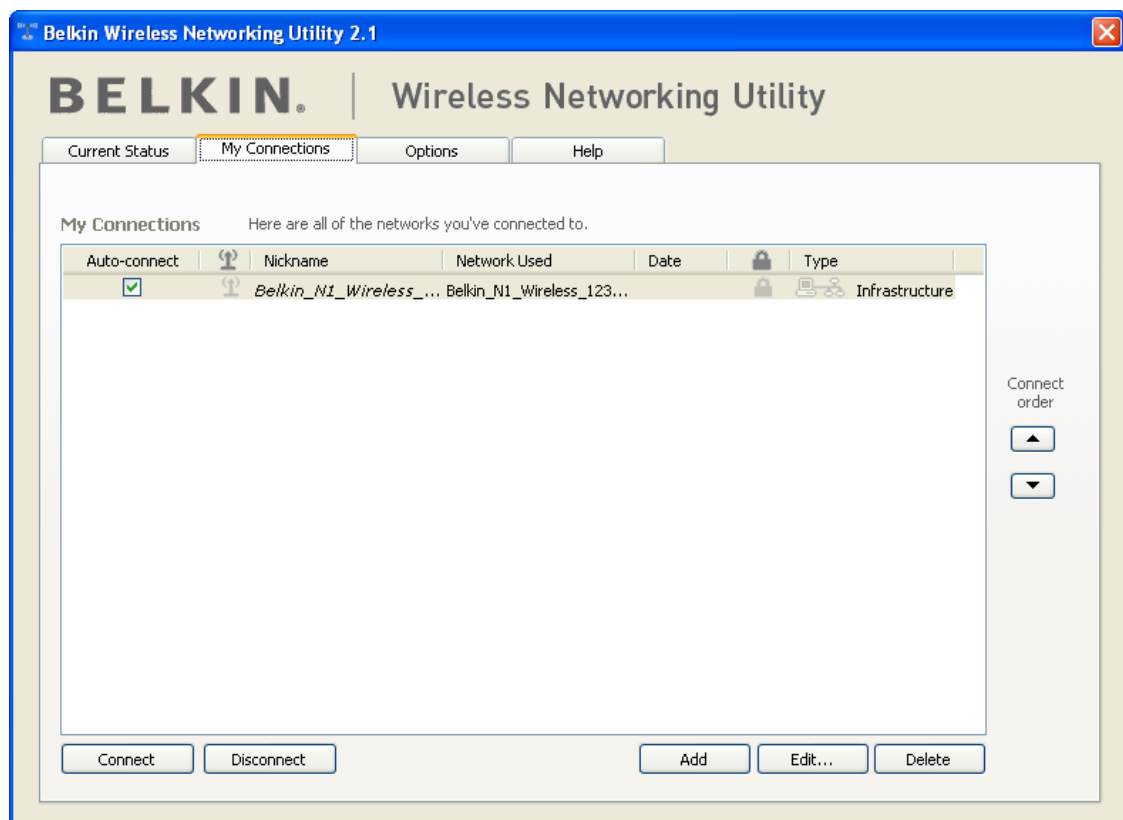 Belkin Wireless Networking Utility 2.1
BELKIN® | Wireless Networking Utility
Current Status My Connections Options Help
My Connections Here are all of the networks you've connected to.
Auto-connect Nickname Network Used Date Type
Belkin_N1_Wireless_... Belkin_N1_Wireless_123... Infrastructure
Connect
order
Connect Disconnect Add Edit... Delete